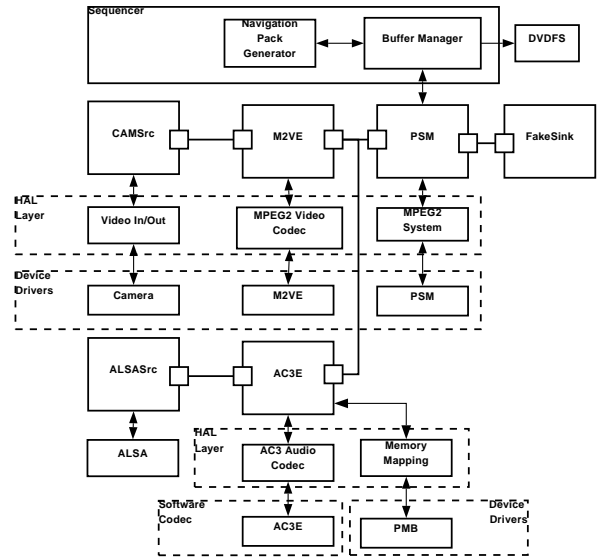 Sequencer
Navigation
Pack
Generator
Buffer Manager
DVDFS
CAMSrc
M2VE
PSM
FakeSink
HAL
Layer
Video In/Out
MPEG2 Video
Codec
MPEG2
System
Device
Drivers
Camera
M2VE
PSM
ALSASrc
AC3E
HAL
Layer
ALSA
AC3 Audio
Codec
Memory
Mapping
Software
Codec
AC3E
PMB
Device
Drivers